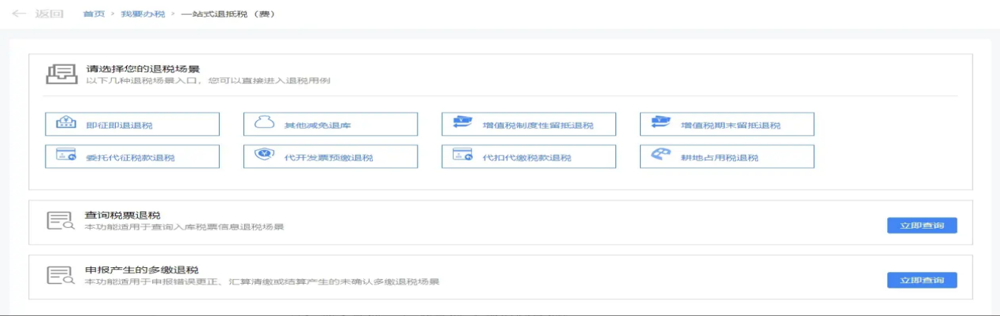 ← 返回 首页 > 我要办税 > 一站式退抵税（费）
请选择您的退税场景
以下几种退税场景入口，您可以直接进入退税用例
即征即退退税 其他减免退库 增值税制度性留抵退税 增值税期末留抵退税
委托代征税款退税 代开发票预缴退税 代扣代缴税款退税 耕地占用税退税
查询税票退税
本功能适用于查询入库税票信息退税场景
立即查询
申报产生的多缴退税
本功能适用于申报错误更正、汇算清缴或结算产生的未确认多缴退税场景
立即查询